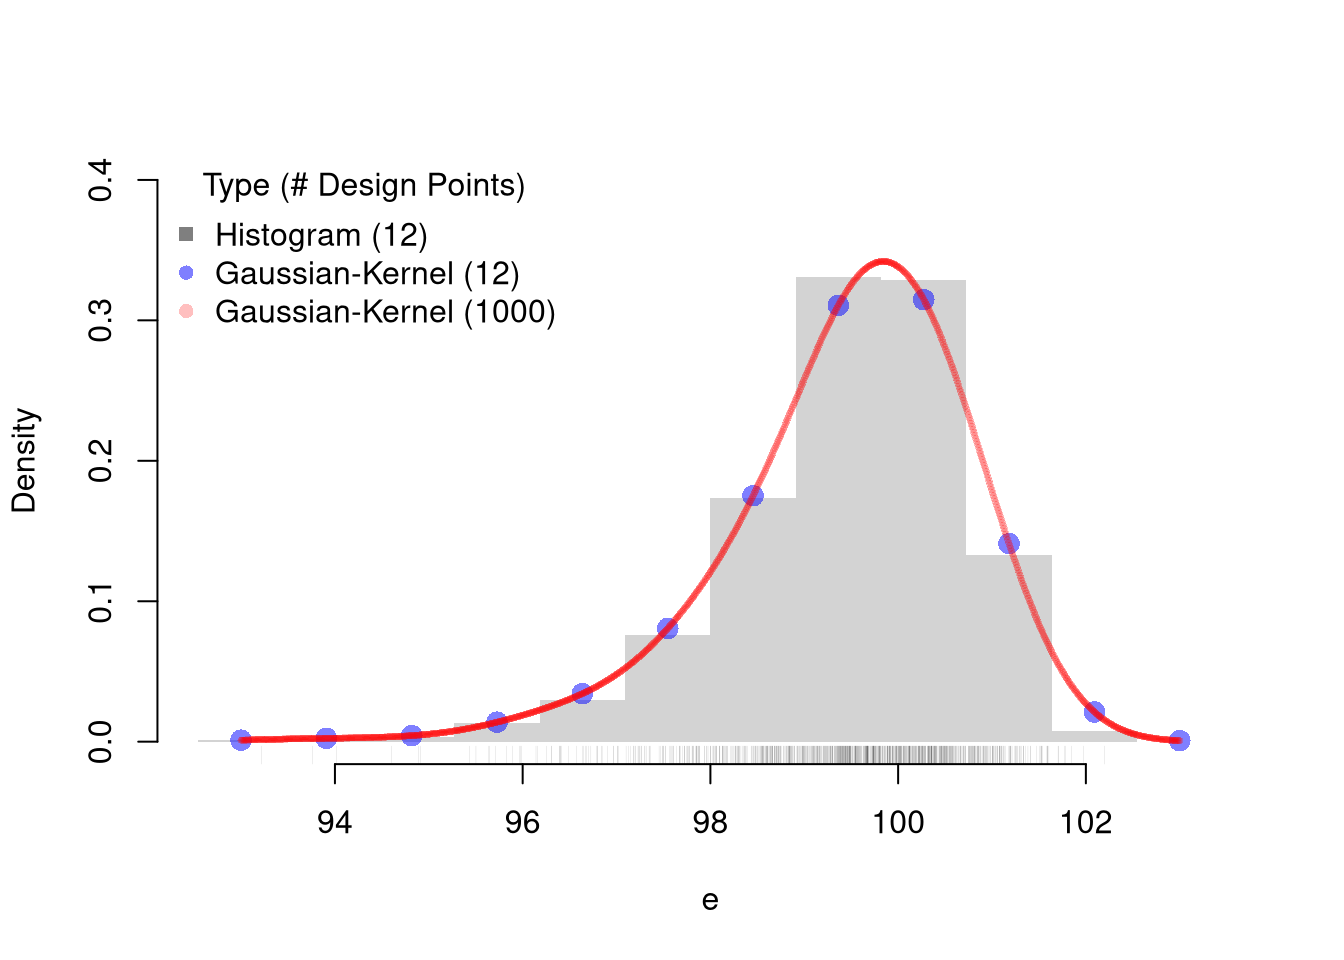 Type (# Design Points)
Histogram (12)
Gaussian-Kernel (12)
Gaussian-Kernel (1000)
Density
0.4
0.3
0.2
0.1
0.0
94 96 98 100 102
e